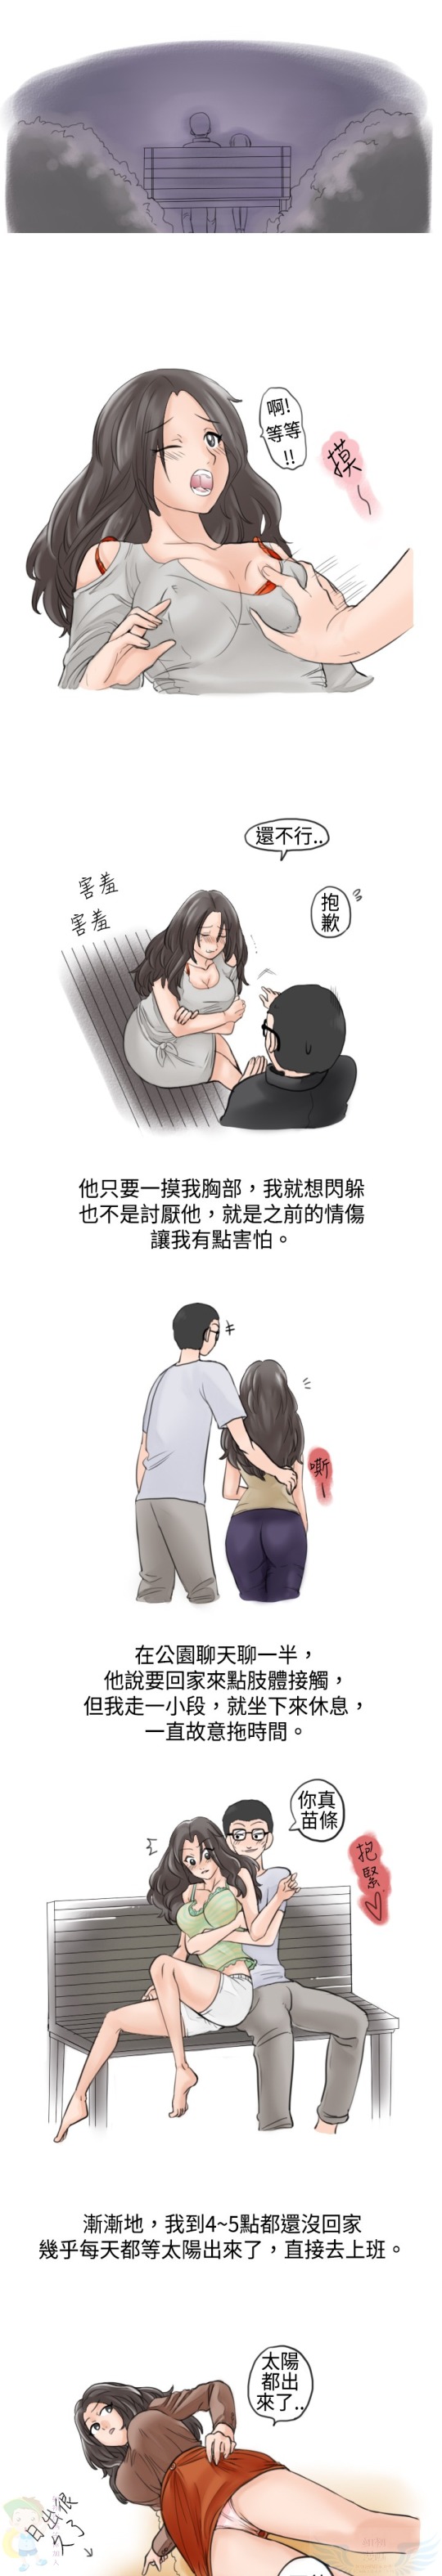 啊!
等等
!!
摸~
還不行..
害羞
害羞
抱
歉
他只要一摸我胸部，我就想閃躲
也不是討厭他，就是之前的情傷
讓我有點害怕。
嘶—
在公園聊天聊一半，
他說要回家來點肢體接觸，
但我走一小段，就坐下來休息，
一直故意拖時間。
你真
苗條
抱
緊♡
漸漸地，我到4~5點都還沒回家
幾乎每天都等太陽出來了，直接去上班。
太陽
都出
來了..
日出很
久了